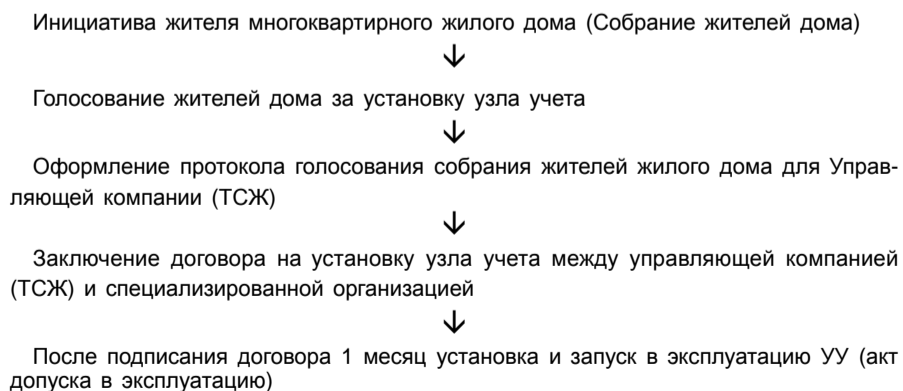 Инициатива жителя многоквартирного жилого дома (Собрание жителей дома)
↓
Голосование жителей дома за установку узла учета
↓
Оформление протокола голосования собрания жителей жилого дома для Управ-
ляющей компании (ТСЖ)
↓
Заключение договора на установку узла учета между управляющей компанией
(ТСЖ) и специализированной организацией
↓
После подписания договора 1 месяц установка и запуск в эксплуатацию УУ (акт
допуска в эксплуатацию)